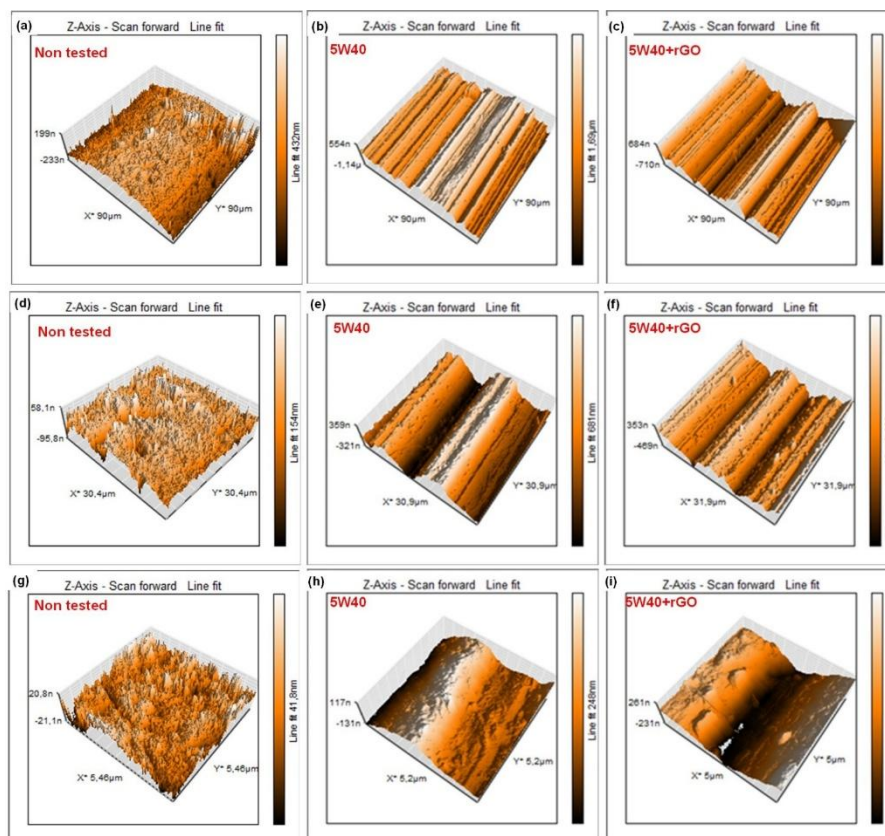 (a)
Z-Axis - Scan forward Line fit
Non tested
199n
-233n
X* 90µm
Y* 90µm
Line fit 432nm
(b)
Z-Axis - Scan forward Line fit
5W40
554n
-1,14µ
X* 90µm
Y* 90µm
Line fit 1,69µm
(c)
Z-Axis - Scan forward Line fit
5W40+rGO
684n
-710n
X* 90µm
Y* 90µm
(d)
Z-Axis - Scan forward Line fit
Non tested
58,1n
-95,8n
X* 30,4µm
Y* 30,4µm
Line fit 154nm
(e)
Z-Axis - Scan forward Line fit
5W40
359n
-321n
X* 30,9µm
Y* 30,9µm
Line fit 681nm
(f)
Z-Axis - Scan forward Line fit
5W40+rGO
353n
-469n
X* 31,9µm
Y* 31,9µm
(g)
Z-Axis - Scan forward Line fit
Non tested
20,8n
-21,1n
X* 5,46µm
Y* 5,46µm
Line fit 41,8nm
(h)
Z-Axis - Scan forward Line fit
5W40
117n
-131n
X* 5,2µm
Y* 5,2µm
Line fit 248nm
(i)
Z-Axis - Scan forward Line fit
5W40+rGO
261n
-231n
X* 5µm
Y* 5µm